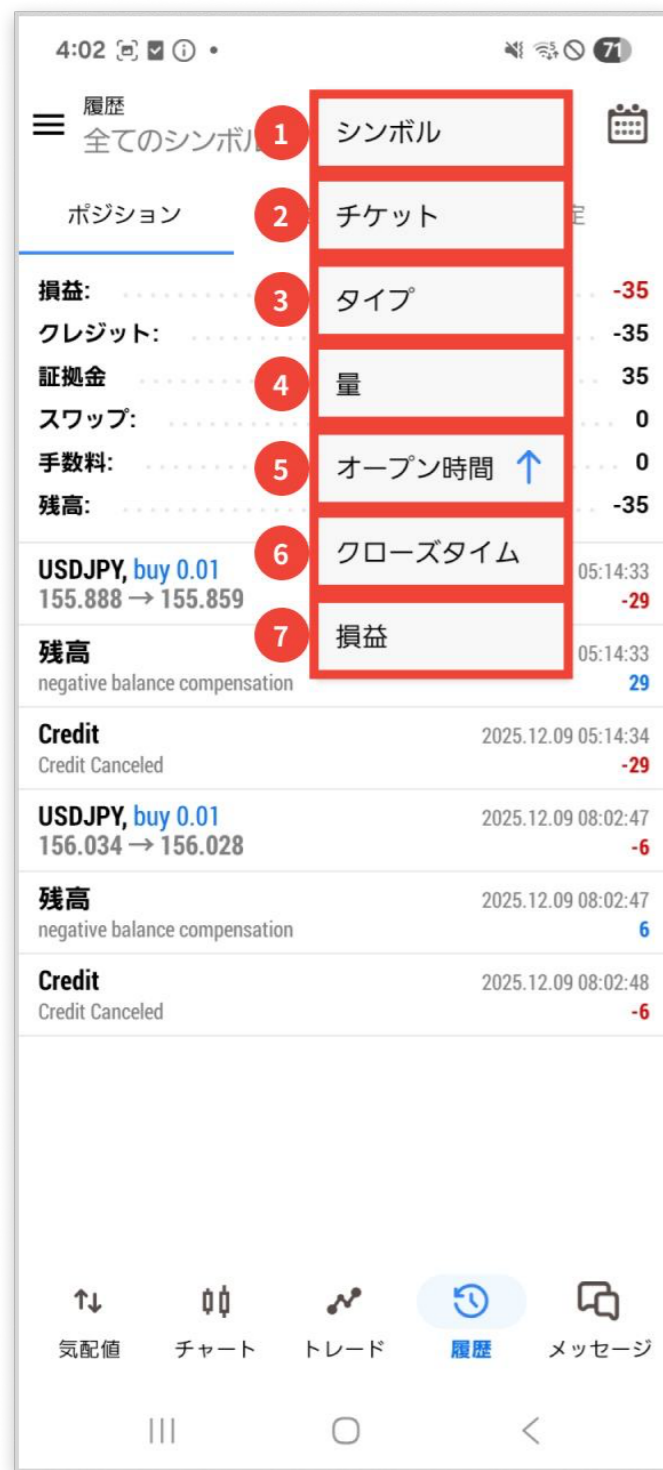 4:02
71
履歴
全てのシンボル
1 シンボル
ポジション
2 チケット
定
損益: -35
3 タイプ
クレジット: -35
証拠金 35
4 量
スワップ: 0
手数料: 0
5 オープン時間
残高: -35
6 クローズタイム
USDJPY, buy 0.01 05:14:33
155.888 → 155.859 -29
7 損益
残高 05:14:33
negative balance compensation 29
Credit 2025.12.09 05:14:34
Credit Canceled -29
USDJPY, buy 0.01 2025.12.09 08:02:47
156.034 → 156.028 -6
残高 2025.12.09 08:02:47
negative balance compensation 6
Credit 2025.12.09 08:02:48
Credit Canceled -6
気配値 チャート トレード 履歴 メッセージ